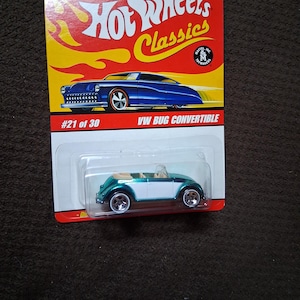 Hot Wheels
Classics
#21 of 30
VW BUG CONVERTIBLE